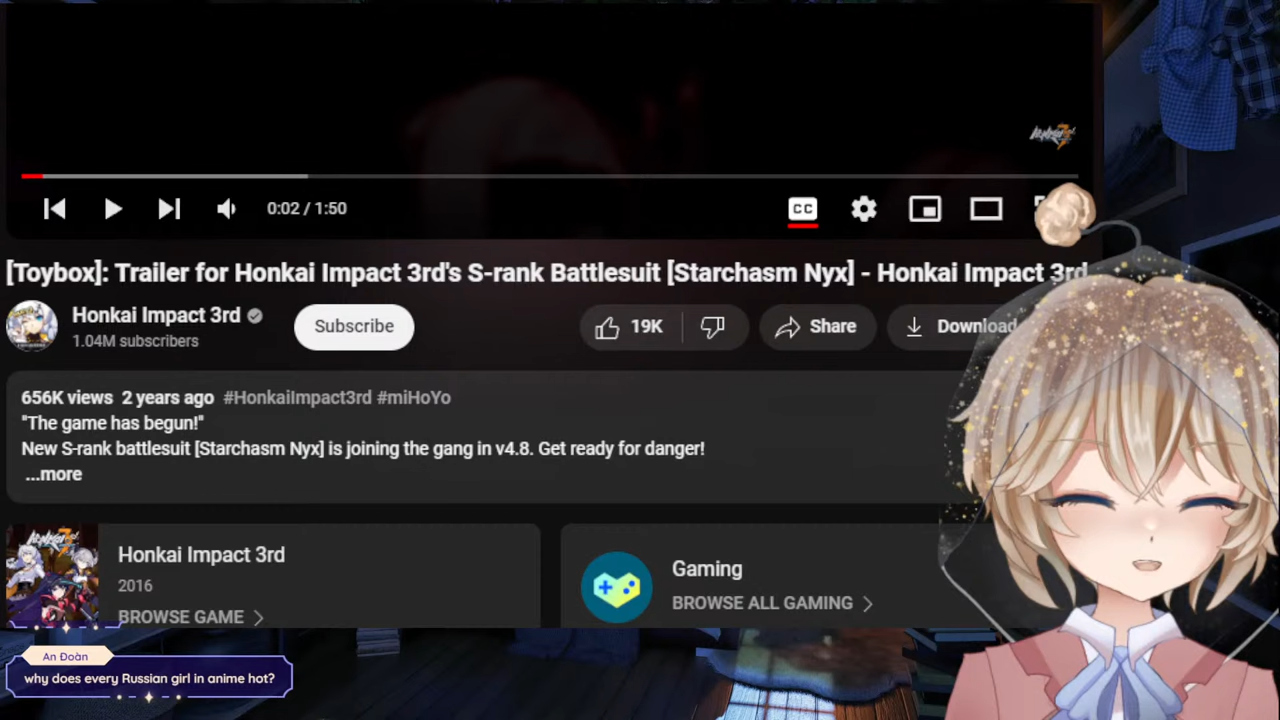 0:02 / 1:50
CC
[Toybox]: Trailer for Honkai Impact 3rd's S-rank Battlesuit [Starchasm Nyx] - Honkai Impact 3rd
Honkai Impact 3rd
1.04M subscribers
Subscribe
19K
Share
Download
656K views 2 years ago #HonkaiImpact3rd #miHoYo
"The game has begun!"
New S-rank battlesuit [Starchasm Nyx] is joining the gang in v4.8. Get ready for danger!
...more
Honkai Impact 3rd
2016
BROWSE GAME
Gaming
BROWSE ALL GAMING
An Đoàn
why does every Russian girl in anime hot?